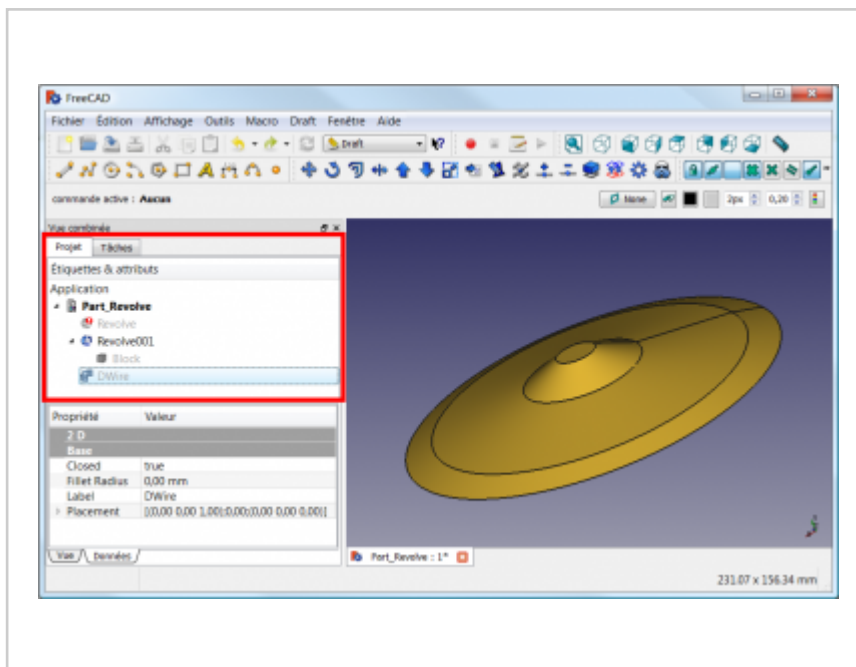 FreeCAD
Fichier Édition Affichage Outils Macro Draft Fenêtre Aide
Draft
commande active : Aucun
None 2px 0,20
Vue combinée
Projet Tâches
Étiquettes & attributs
Application
Part_Revolve
Revolve
Revolve001
Block
DWire
Propriété Valeur
2 D
Base
Closed true
Fillet Radius 0,00 mm
Label DWire
Placement [(0,00 0,00 1,00);0,00;(0,00 0,00 0,00)]
Vue Données
Part_Revolve : 1*
231.07 x 156.34 mm